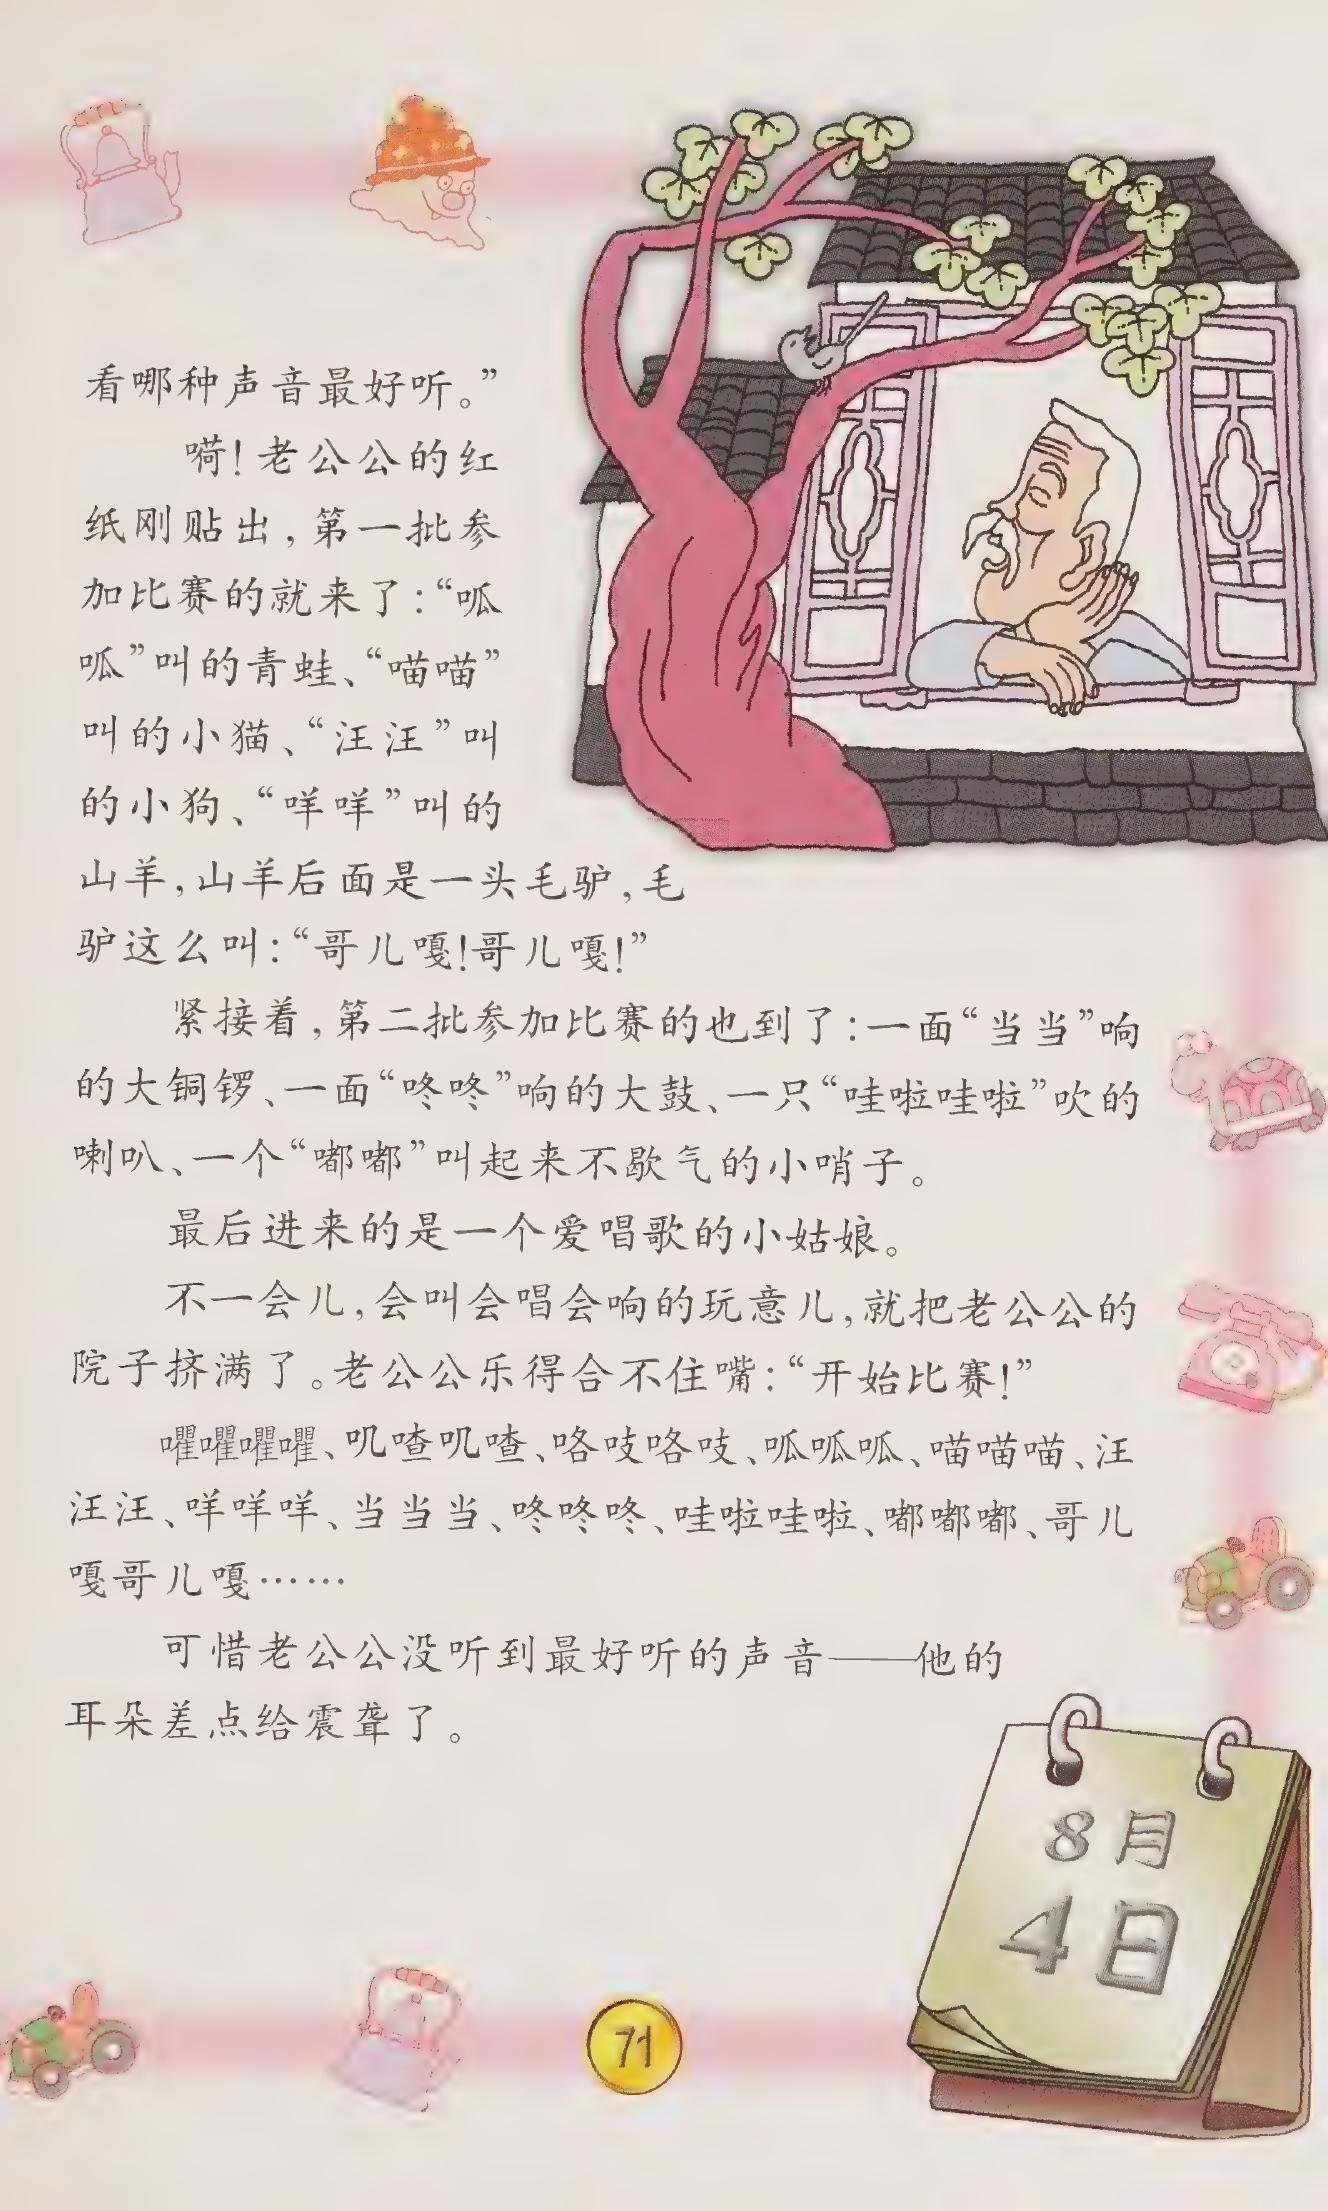 看哪种声音最好听。”
嗬！老公公的红
纸刚贴出，第一批参
加比赛的就来了：“呱
呱”叫的青蛙、“喵喵”
叫的小猫、“汪汪”叫
的小狗、“咩咩”叫的
山羊，山羊后面是一头毛驴，毛
驴这么叫：“哥儿嘎！哥儿嘎！”
紧接着，第二批参加比赛的也到了：一面“当当”响
的大铜锣、一面“咚咚”响的大鼓、一只“哇啦哇啦”吹的
喇叭、一个“嘟嘟”叫起来不歇气的小哨子。
最后进来的是一个爱唱歌的小姑娘。
不一会儿，会叫会唱会响的玩意儿，就把老公公的
院子挤满了。老公公乐得合不住嘴：“开始比赛！”
嚁嚁嚁嚁、叽喳叽喳、咯吱咯吱、呱呱呱、喵喵喵、汪
汪汪、咩咩咩、当当当、咚咚咚、哇啦哇啦、嘟嘟嘟、哥儿
嘎哥儿嘎……
可惜老公公没听到最好听的声音——他的
耳朵差点给震聋了。
8月
4日
71